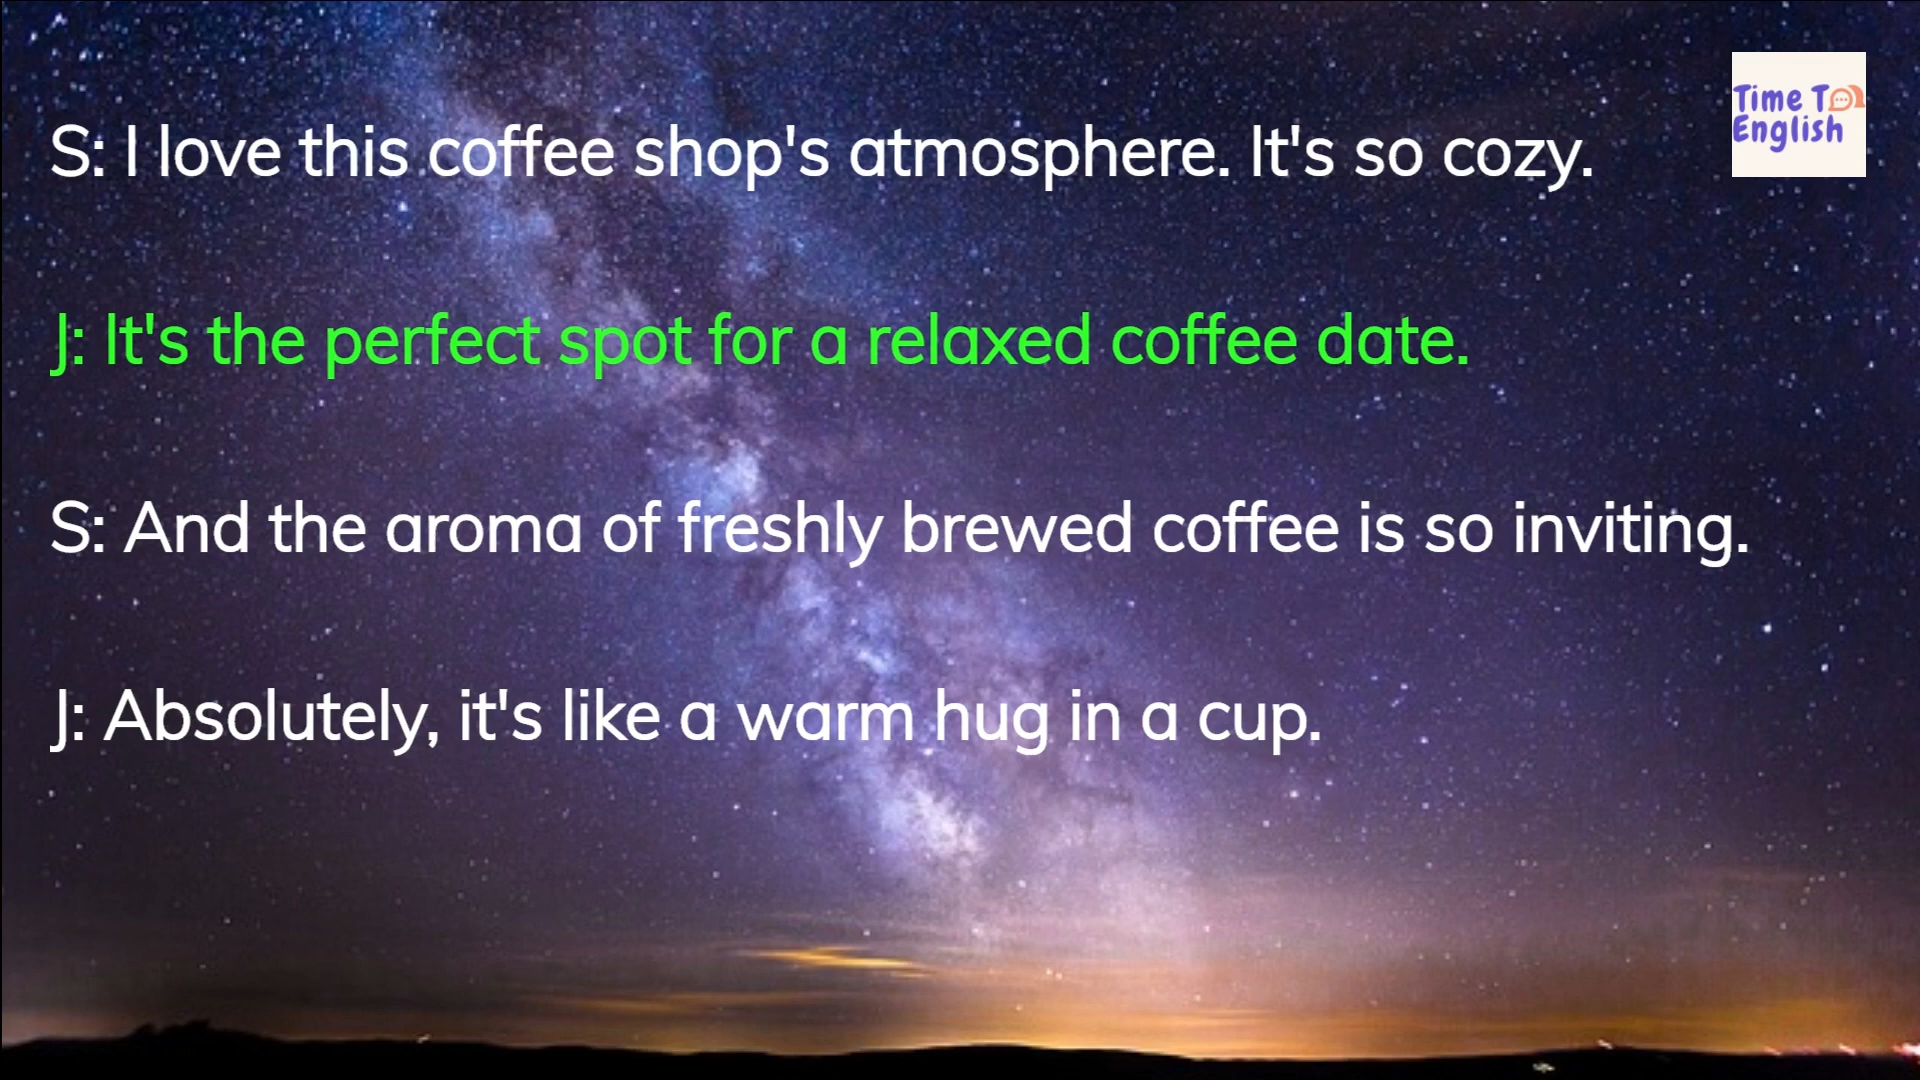 Time To
English
S: I love this coffee shop's atmosphere. It's so cozy.
J: It's the perfect spot for a relaxed coffee date.
S: And the aroma of freshly brewed coffee is so inviting.
J: Absolutely, it's like a warm hug in a cup.